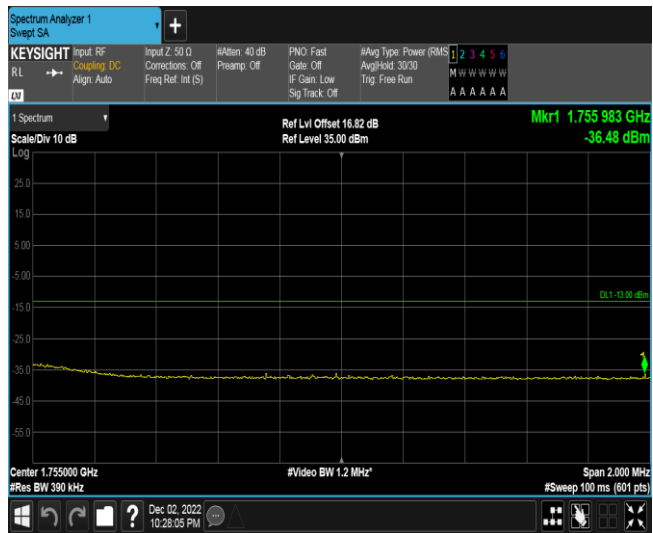 Spectrum Analyzer 1
Swept SA
+
KEYSIGHT Input: RF Input Z: 50 Ω #Atten: 40 dB PNO: Fast #Avg Type: Power (RMS 1 2 3 4 5 6
RL Coupling: DC Corrections: Off Preamp: Off Gate: Off Avg|Hold: 30/30 M W W W W W
Align: Auto Freq Ref: Int (S) IF Gain: Low Trig: Free Run
LXI Sig Track: Off A A A A A A
1 Spectrum Ref Lvl Offset 16.82 dB Mkr1 1.755 983 GHz
Scale/Div 10 dB Ref Level 35.00 dBm -36.48 dBm
Log
25.0
15.0
5.00
-5.00
DL1 -13.00 dBm
-15.0
-25.0
-35.0
-45.0
-55.0
Center 1.755000 GHz #Video BW 1.2 MHz* Span 2.000 MHz
#Res BW 390 kHz #Sweep 100 ms (601 pts)
? Dec 02, 2022
10:28:05 PM